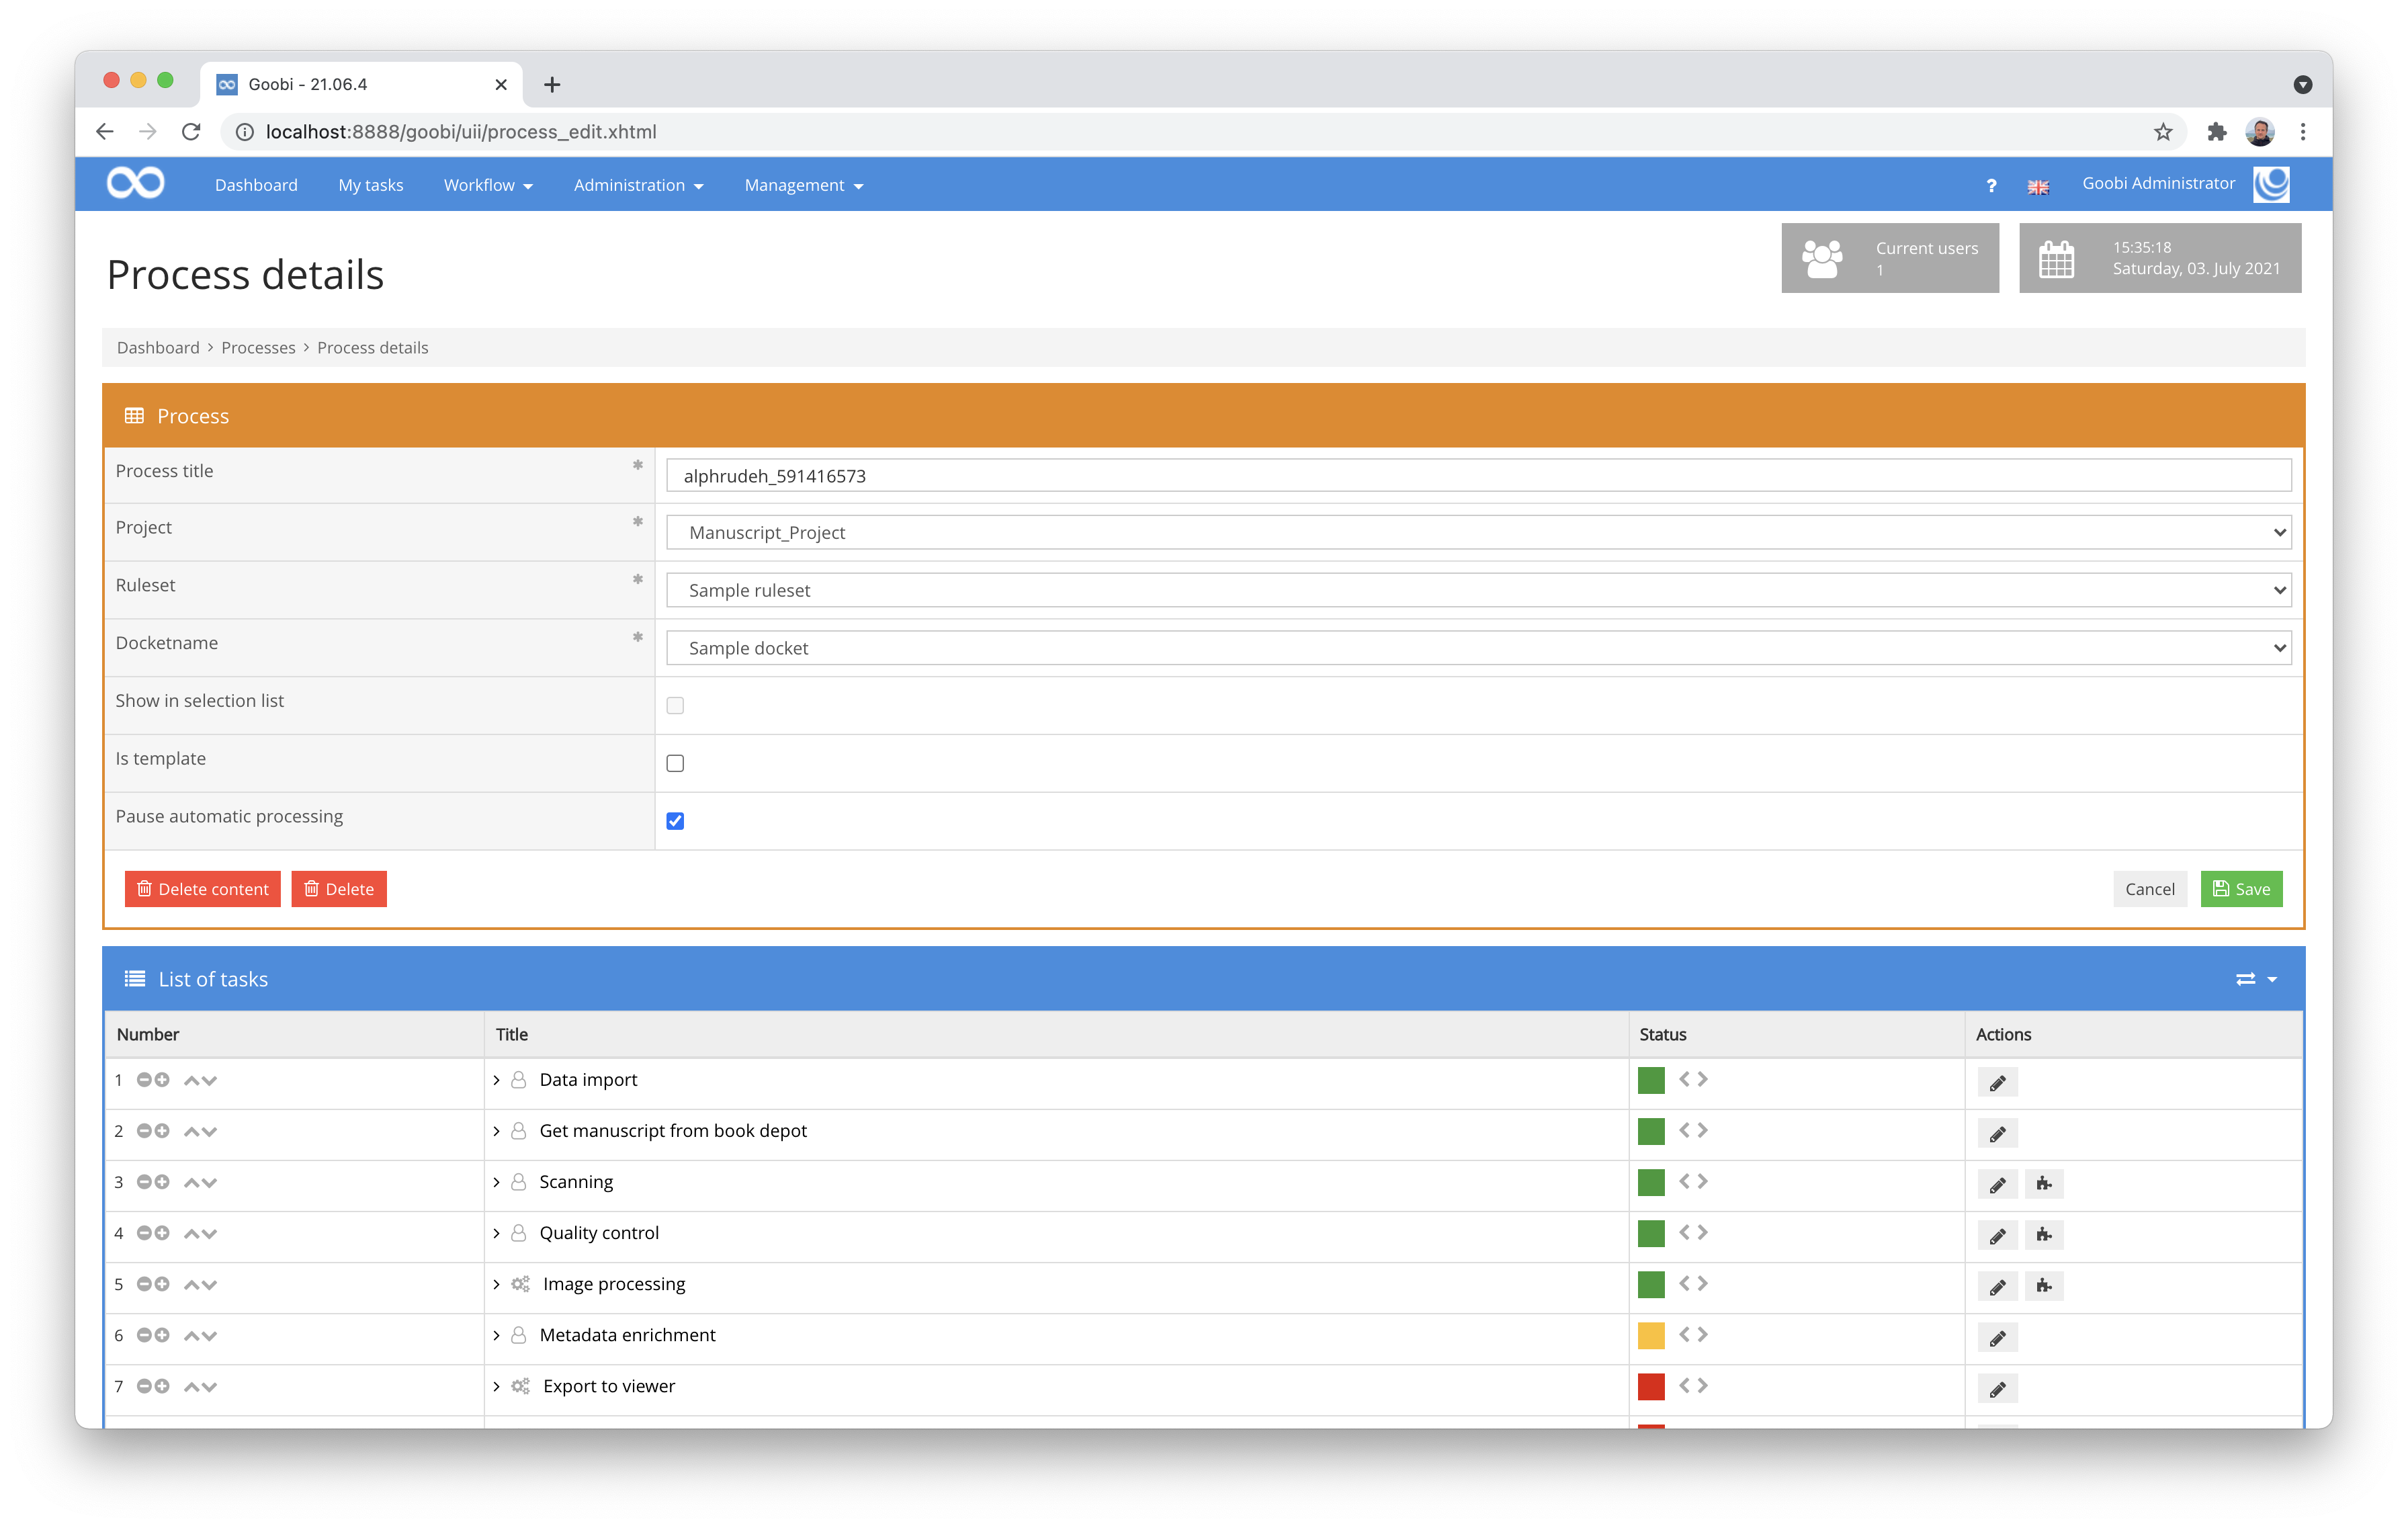 Goobi - 21.06.4
localhost:8888/goobi/uii/process_edit.xhtml
Dashboard My tasks Workflow Administration Management ? Goobi Administrator
Process details
Current users
1
15:35:18
Saturday, 03. July 2021
Dashboard > Processes > Process details
Process
Process title * alphrudeh_591416573
Project * Manuscript_Project
Ruleset * Sample ruleset
Docketname * Sample docket
Show in selection list
Is template
Pause automatic processing
Delete content Delete Cancel Save
List of tasks
Number Title Status Actions
1 Data import
2 Get manuscript from book depot
3 Scanning
4 Quality control
5 Image processing
6 Metadata enrichment
7 Export to viewer